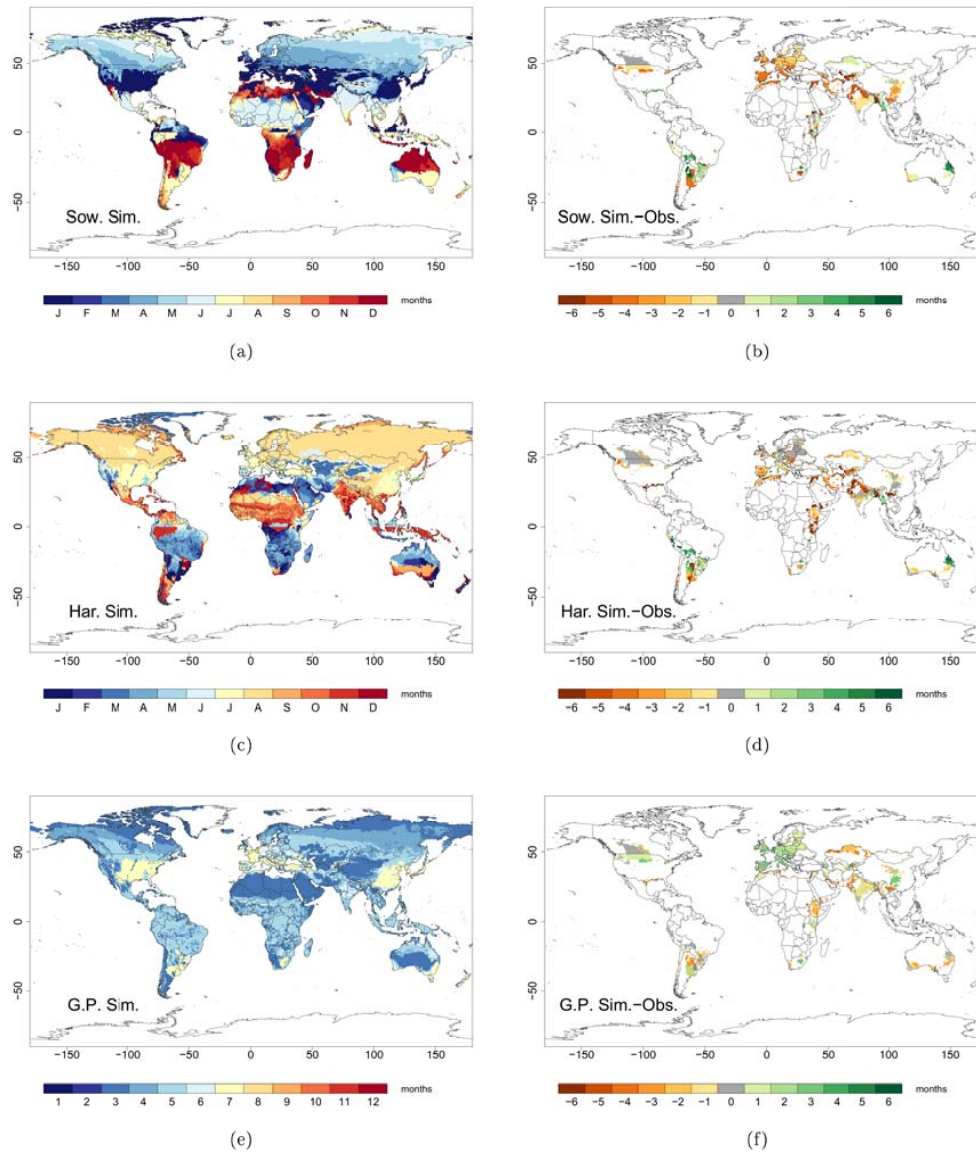 50
0
−50
Sow. Sim.
−150 −100 −50 0 50 100 150
months
J F M A M J J A S O N D
(a)
50
0
−50
Sow. Sim.−Obs.
−150 −100 −50 0 50 100 150
months
−6 −5 −4 −3 −2 −1 0 1 2 3 4 5 6
(b)
50
0
−50
Har. Sim.
−150 −100 −50 0 50 100 150
months
J F M A M J J A S O N D
(c)
50
0
−50
Har. Sim.−Obs.
−150 −100 −50 0 50 100 150
months
−6 −5 −4 −3 −2 −1 0 1 2 3 4 5 6
(d)
50
0
−50
G.P. Sim.
−150 −100 −50 0 50 100 150
months
1 2 3 4 5 6 7 8 9 10 11 12
(e)
50
0
−50
G.P. Sim.−Obs.
−150 −100 −50 0 50 100 150
months
−6 −5 −4 −3 −2 −1 0 1 2 3 4 5 6
(f)